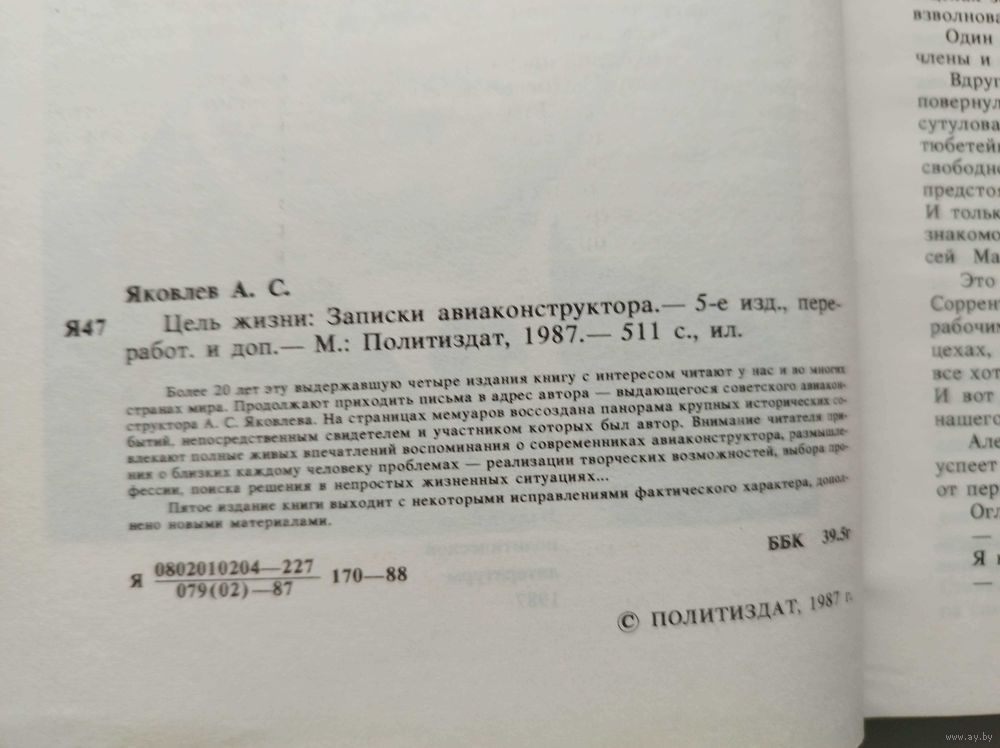 Яковлев А. С.
Я47 Цель жизни: Записки авиаконструктора.— 5-е изд., пере-
работ. и доп.— М.: Политиздат, 1987.— 511 с., ил.
Более 20 лет эту выдержавшую четыре издания книгу с интересом читают у нас и во многих
странах мира. Продолжают приходить письма в адрес автора — выдающегося советского авиакон-
структора А. С. Яковлева. На страницах мемуаров воссоздана панорама крупных исторических со-
бытий, непосредственным свидетелем и участником которых был автор. Внимание читателя при-
влекают полные живых впечатлений воспоминания о современниках авиаконструктора, размышле-
ния о близких каждому человеку проблемах — реализации творческих возможностей, выбора про-
фессии, поиска решения в непростых жизненных ситуациях...
Пятое издание книги выходит с некоторыми исправлениями фактического характера, допол-
нено новыми материалами.
Я 0802010204—227
079(02)—87 170—88
ББК 39.5г
© ПОЛИТИЗДАТ, 1987 г.
взволнова
Один
члены и
Вдруг
повернул
сутулова
тюбетей
свободн
предстоя
И тольк
знакомо
сей Ма
Это
Соррент
рабочим
цехах,
все хот
И вот
нашего
Але
успеет
от пер
Огл
—
Я
—
www.ay.by